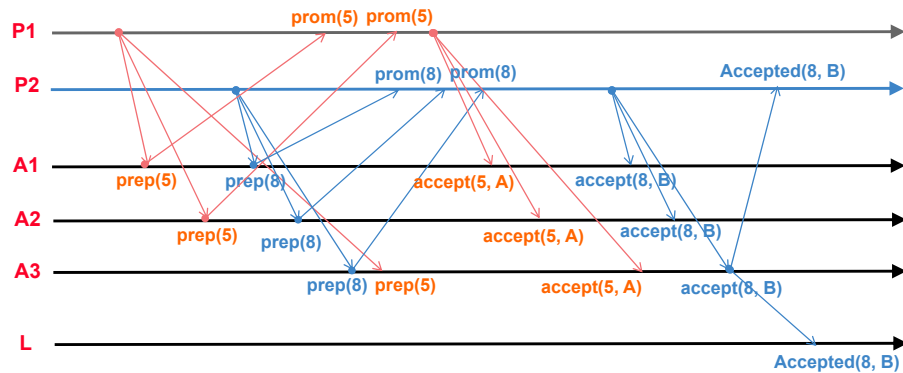 prom(5) prom(5)
P1
prom(8) prom(8)
Accepted(8, B)
P2
A1
prep(5) prep(8) accept(5, A) accept(8, B)
A2
prep(5) prep(8) accept(5, A) accept(8, B)
A3
prep(8) prep(5) accept(5, A) accept(8, B)
L
Accepted(8, B)